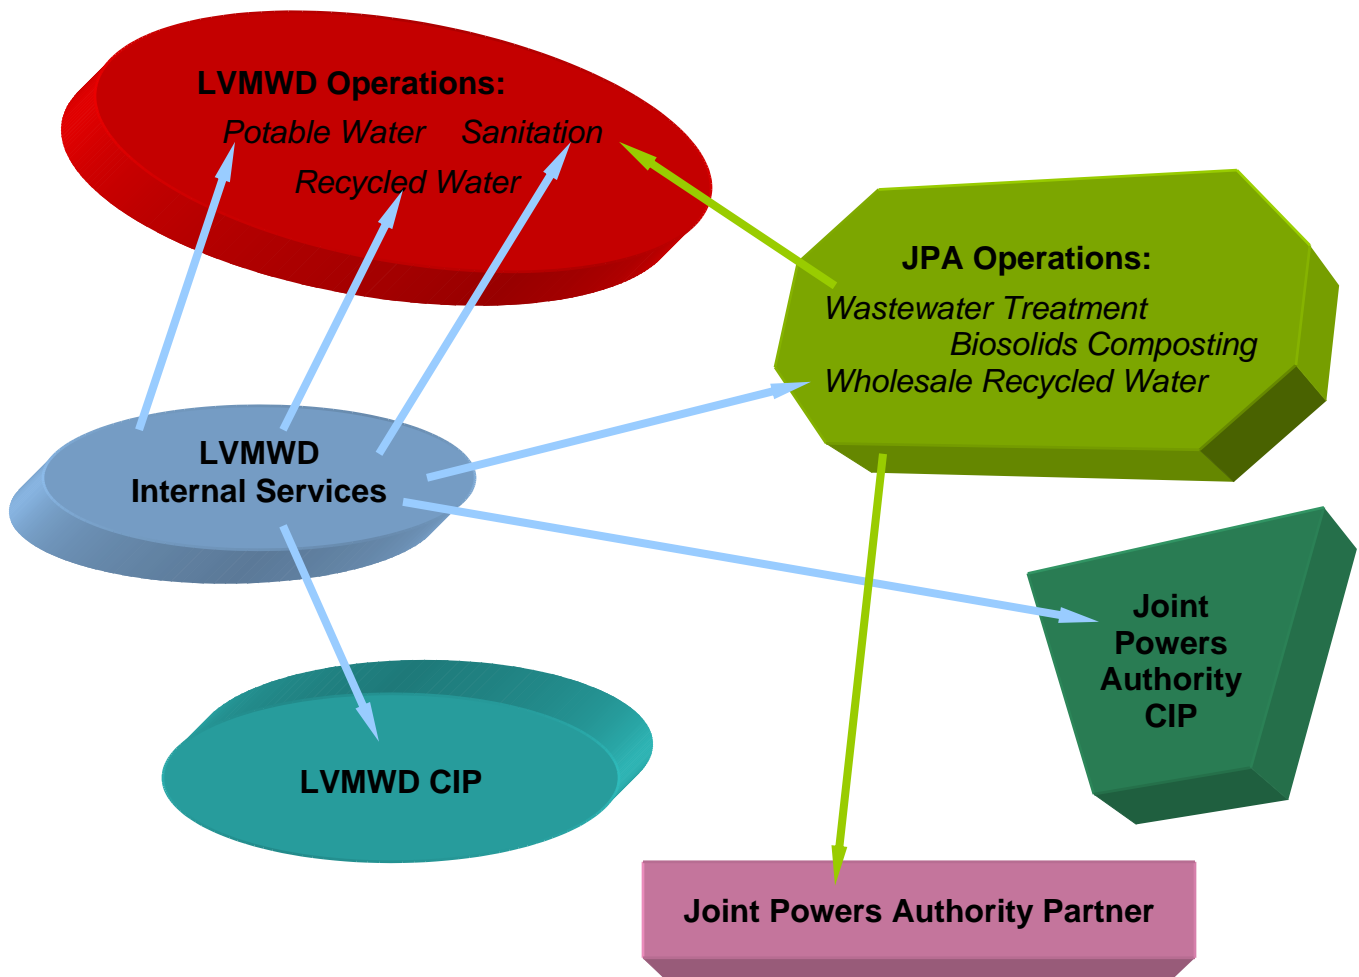 LVMWD Operations:
Potable Water Sanitation
Recycled Water
JPA Operations:
Wastewater Treatment
Biosolids Composting
Wholesale Recycled Water
LVMWD
Internal Services
Joint
Powers
Authority
CIP
LVMWD CIP
Joint Powers Authority Partner